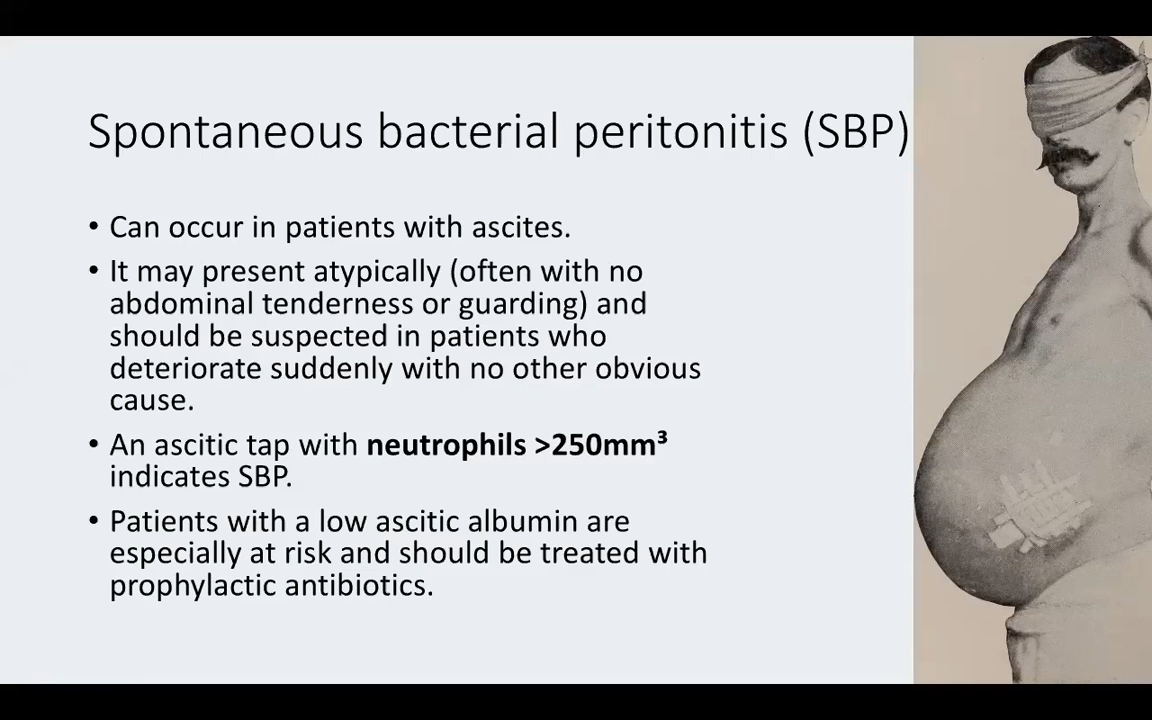 Spontaneous bacterial peritonitis (SBP)
• Can occur in patients with ascites.
• It may present atypically (often with no
abdominal tenderness or guarding) and
should be suspected in patients who
deteriorate suddenly with no other obvious
cause.
• An ascitic tap with neutrophils >250mm³
indicates SBP.
• Patients with a low ascitic albumin are
especially at risk and should be treated with
prophylactic antibiotics.